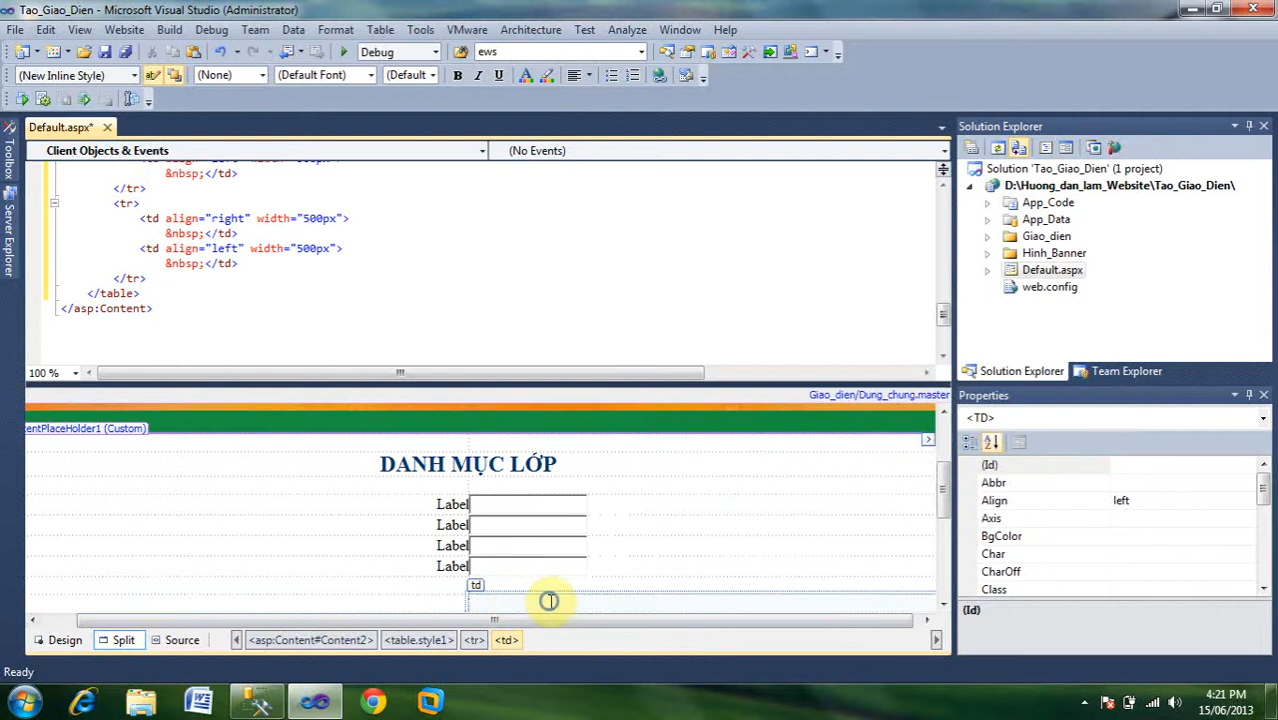 Tao_Giao_Dien - Microsoft Visual Studio (Administrator)
File Edit View Website Build Debug Team Data Format Table Tools VMware Architecture Test Analyze Window Help
Debug ews
(New Inline Style) (None) (Default Font) (Default B I U A
Default.aspx* Solution Explorer
Client Objects & Events (No Events)
&nbsp;</td>
</tr>
<tr>
<td align="right" width="500px">
&nbsp;</td>
<td align="left" width="500px">
&nbsp;</td>
</tr>
</table>
</asp:Content>
100 %
Toolbox
Server Explorer
Solution 'Tao_Giao_Dien' (1 project)
D:\Huong_dan_lam_Website\Tao_Giao_Dien\
App_Code
App_Data
Giao_dien
Hinh_Banner
Default.aspx
web.config
Solution Explorer Team Explorer
Giao_dien/Dung_chung.master
entPlaceHolder1 (Custom)
DANH MỤC LỚP
Label
Label
Label
Label
td
Properties
<TD>
(Id)
Abbr
Align left
Axis
BgColor
Char
CharOff
Class
(Id)
Design Split Source <asp:Content#Content2> <table.style1> <tr> <td>
Ready
4:21 PM
15/06/2013